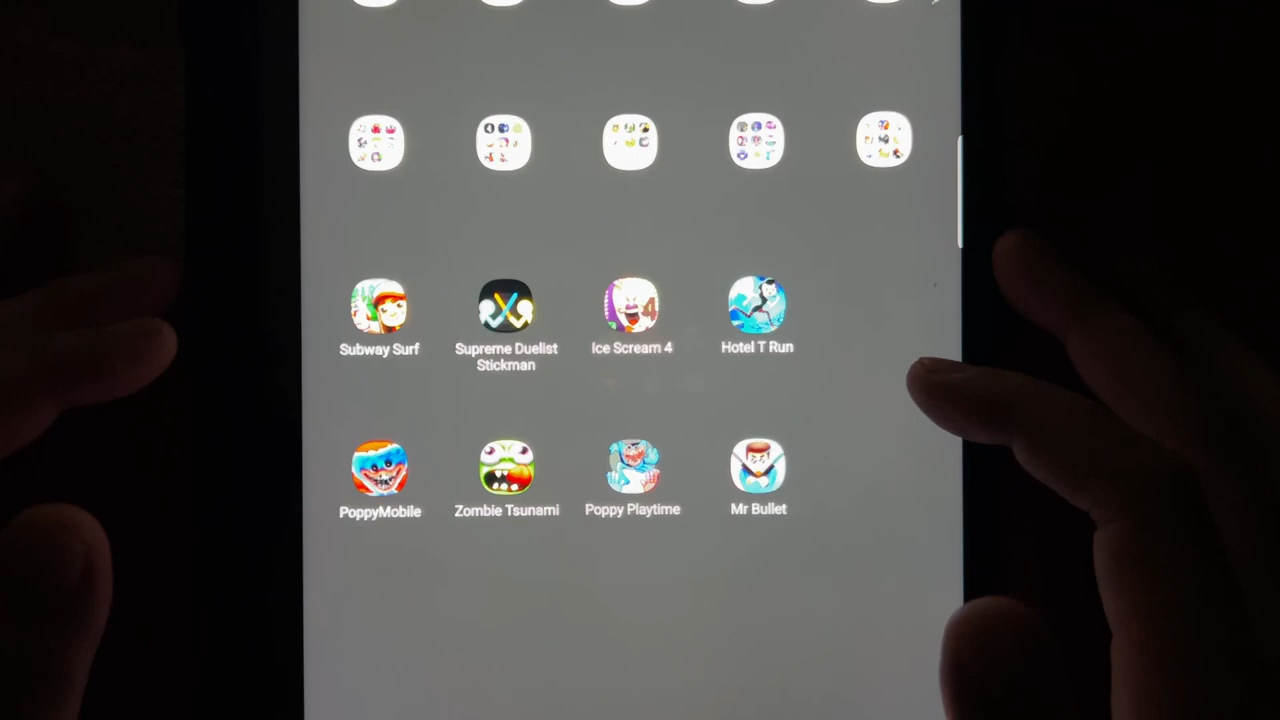 Subway Surf
Supreme Duelist
Stickman
Ice Scream 4
Hotel T Run
PoppyMobile
Zombie Tsunami
Poppy Playtime
Mr Bullet